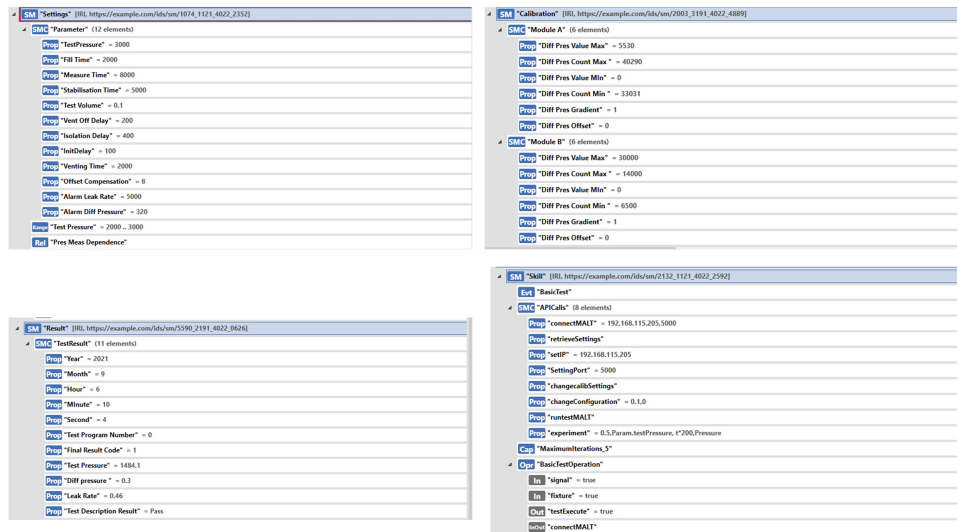 SM "Settings" [IRI, https://example.com/ids/sm/1074_1121_4022_2352]
SMC "Parameter" (12 elements)
Prop "TestPressure" = 3000
Prop "Fill Time" = 2000
Prop "Measure Time" = 8000
Prop "Stabilisation Time" = 5000
Prop "Test Volume" = 0.1
Prop "Vent Off Delay" = 200
Prop "Isolation Delay" = 400
Prop "InitDelay" = 100
Prop "Venting Time" = 2000
Prop "Offset Compensation" = 8
Prop "Alarm Leak Rate" = 5000
Prop "Alarm Diff Pressure" = 320
Range "Test Pressure" = 2000 .. 3000
Rel "Pres Meas Dependence"
SM "Calibration" [IRI, https://example.com/ids/sm/2003_3191_4022_4889]
SMC "Module A" (6 elements)
Prop "Diff Pres Value Max" = 5530
Prop "Diff Pres Count Max " = 40290
Prop "Diff Pres Value MIn" = 0
Prop "Diff Pres Count Min " = 33031
Prop "Diff Pres Gradient" = 1
Prop "Diff Pres Offset" = 0
SMC "Module B" (6 elements)
Prop "Diff Pres Value Max" = 30000
Prop "Diff Pres Count Max " = 14000
Prop "Diff Pres Value MIn" = 0
Prop "Diff Pres Count Min " = 6500
Prop "Diff Pres Gradient" = 1
Prop "Diff Pres Offset" = 0
SM "Result" [IRI, https://example.com/ids/sm/5590_2191_4022_0626]
SMC "TestResult" (11 elements)
Prop "Year" = 2021
Prop "Month" = 9
Prop "Hour" = 6
Prop "MInute" = 10
Prop "Second" = 4
Prop "Test Program Number" = 0
Prop "Final Result Code" = 1
Prop "Test Pressure" = 1484.1
Prop "Diff pressure " = 0.3
Prop "Leak Rate" = 0.46
Prop "Test Description Result" = Pass
SM "Skill" [IRI, https://example.com/ids/sm/2132_1121_4022_2592]
Evt "BasicTest"
SMC "APICalls" (8 elements)
Prop "connectMALT" = 192.168.115.205,5000
Prop "retrieveSettings"
Prop "setIP" = 192.168.115.205
Prop "SettingPort" = 5000
Prop "changecalibSettings"
Prop "changeConfiguration" = 0.1,0
Prop "runtestMALT"
Prop "experiment" = 0.5,Param.testPressure, t*200,Pressure
Cap "MaximumIterations_5"
Opr "BasicTestOperation"
In "signal" = true
In "fixture" = true
Out "testExecute" = true
InOut "connectMALT"